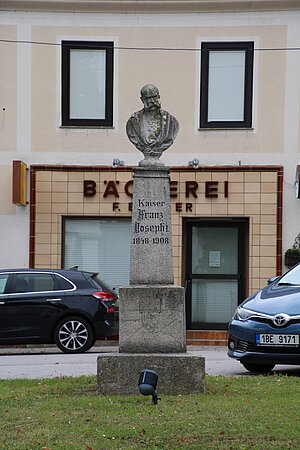 BÄCKEREI
F.
Kaiser
Franz
Joseph I
1848-1908
1BE 9171